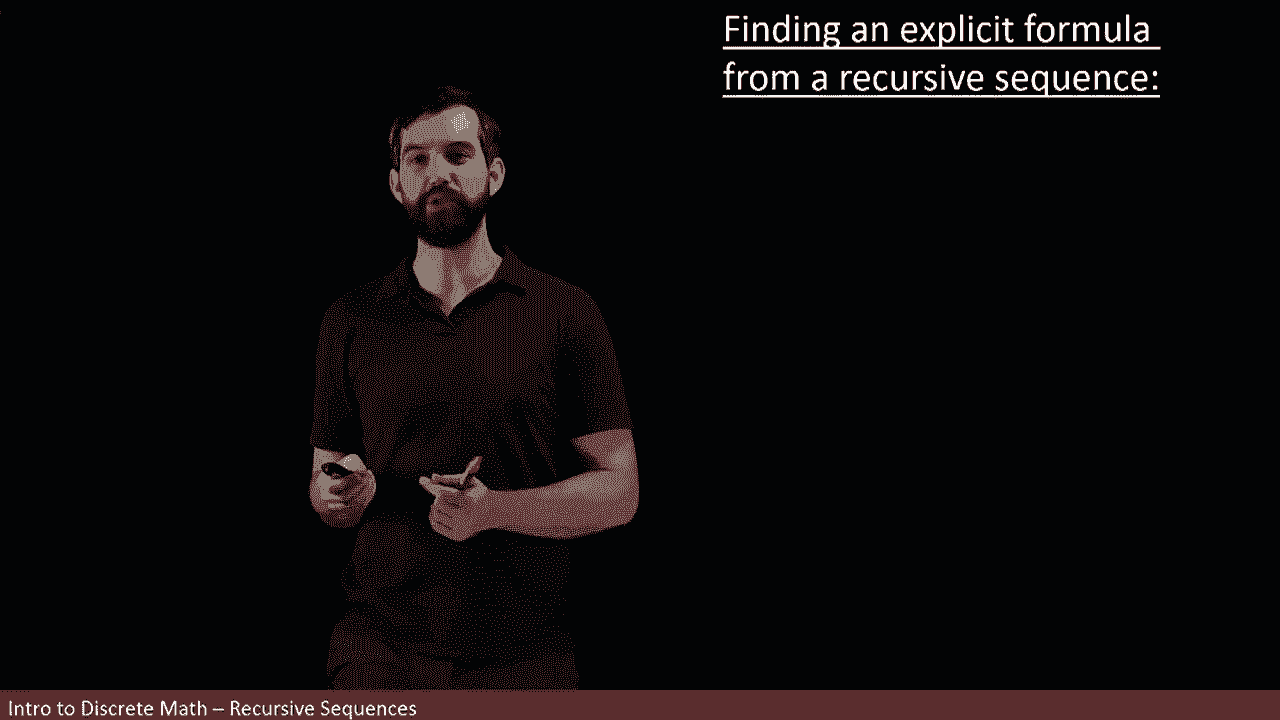 Finding an explicit formula
from a recursive sequence:
Intro to Discrete Math – Recursive Sequences